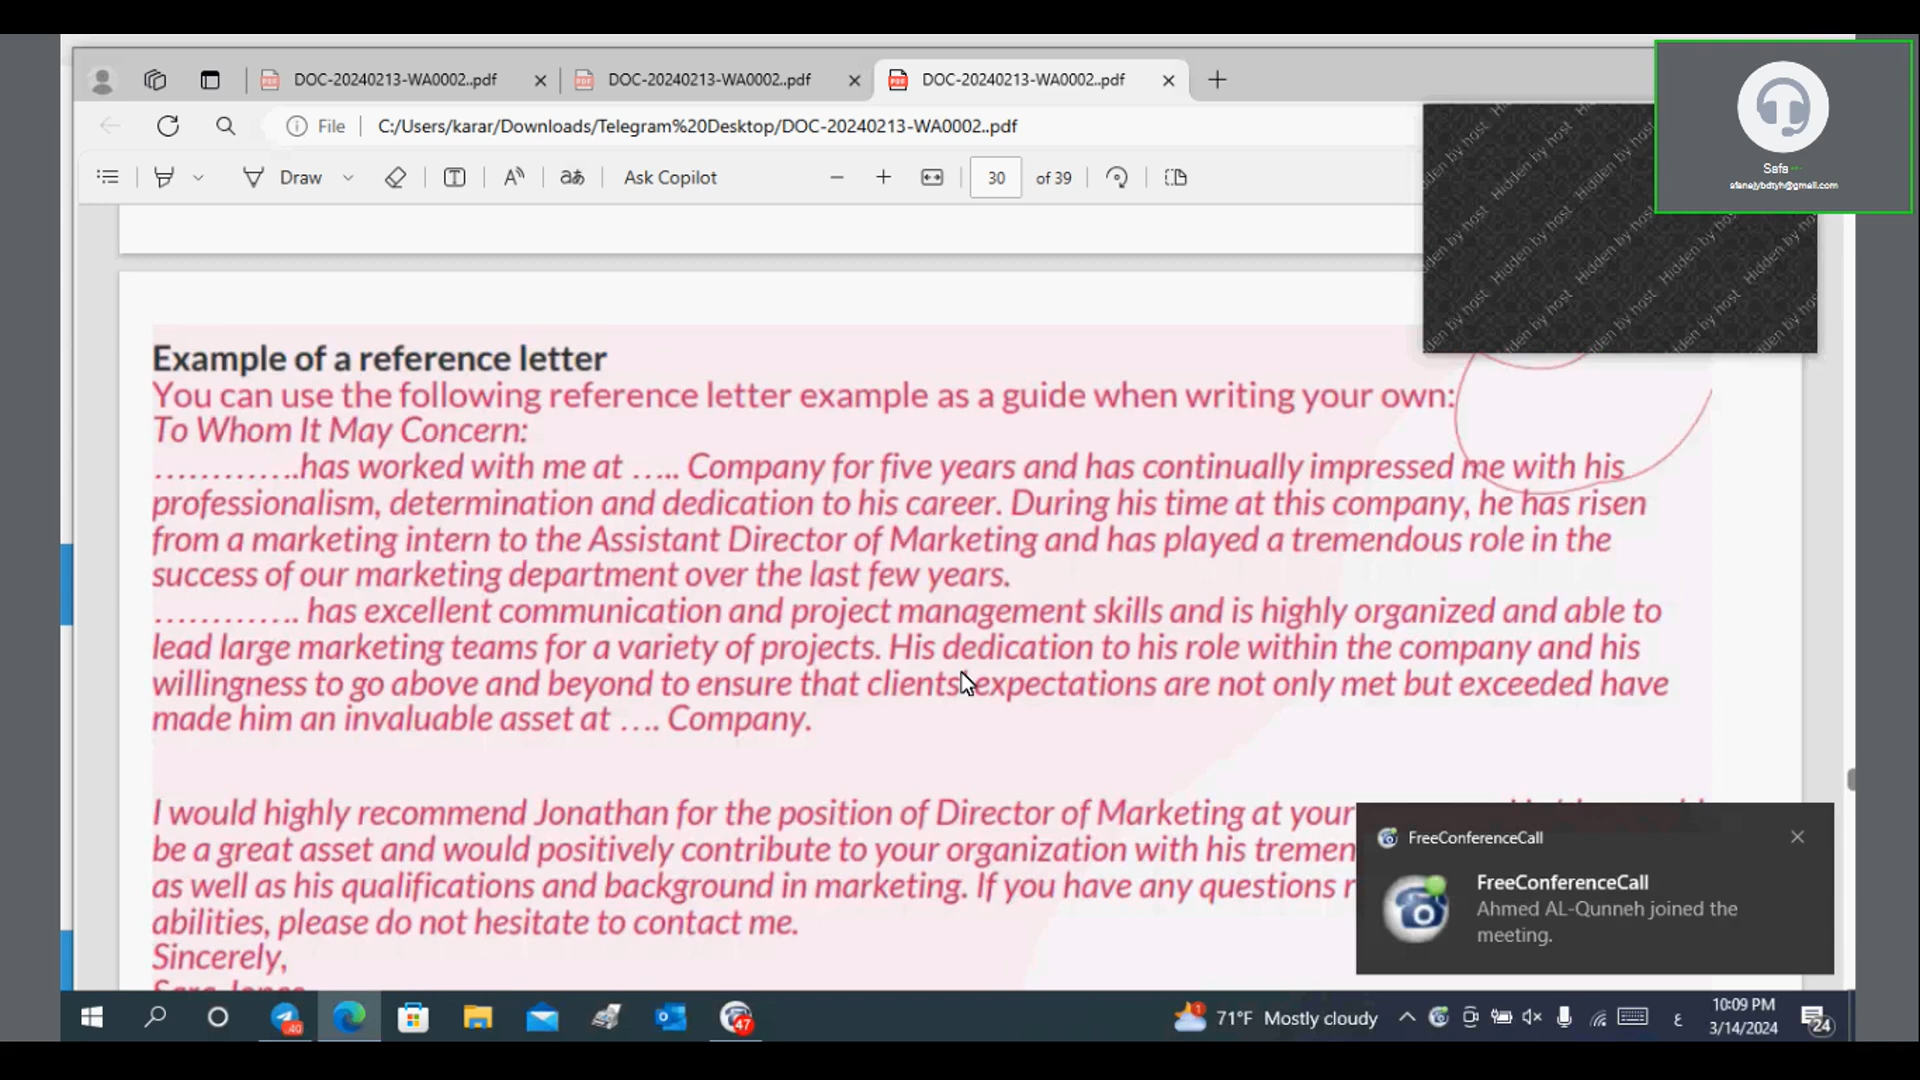 DOC-20240213-WA0002..pdf
DOC-20240213-WA0002..pdf
DOC-20240213-WA0002..pdf
File
C:/Users/karar/Downloads/Telegram%20Desktop/DOC-20240213-WA0002..pdf
Draw
Ask Copilot
30 of 39
Safa
afanejybdtyh@gmail.com
Hidden by host
Example of a reference letter
You can use the following reference letter example as a guide when writing your own:
To Whom It May Concern:
………….has worked with me at ….. Company for five years and has continually impressed me with his
professionalism, determination and dedication to his career. During his time at this company, he has risen
from a marketing intern to the Assistant Director of Marketing and has played a tremendous role in the
success of our marketing department over the last few years.
…………. has excellent communication and project management skills and is highly organized and able to
lead large marketing teams for a variety of projects. His dedication to his role within the company and his
willingness to go above and beyond to ensure that clients expectations are not only met but exceeded have
made him an invaluable asset at …. Company.
I would highly recommend Jonathan for the position of Director of Marketing at your
be a great asset and would positively contribute to your organization with his tremen
as well as his qualifications and background in marketing. If you have any questions r
abilities, please do not hesitate to contact me.
Sincerely,
FreeConferenceCall
FreeConferenceCall
Ahmed AL-Qunneh joined the
meeting.
40
47
71°F Mostly cloudy
ع
10:09 PM
3/14/2024
24